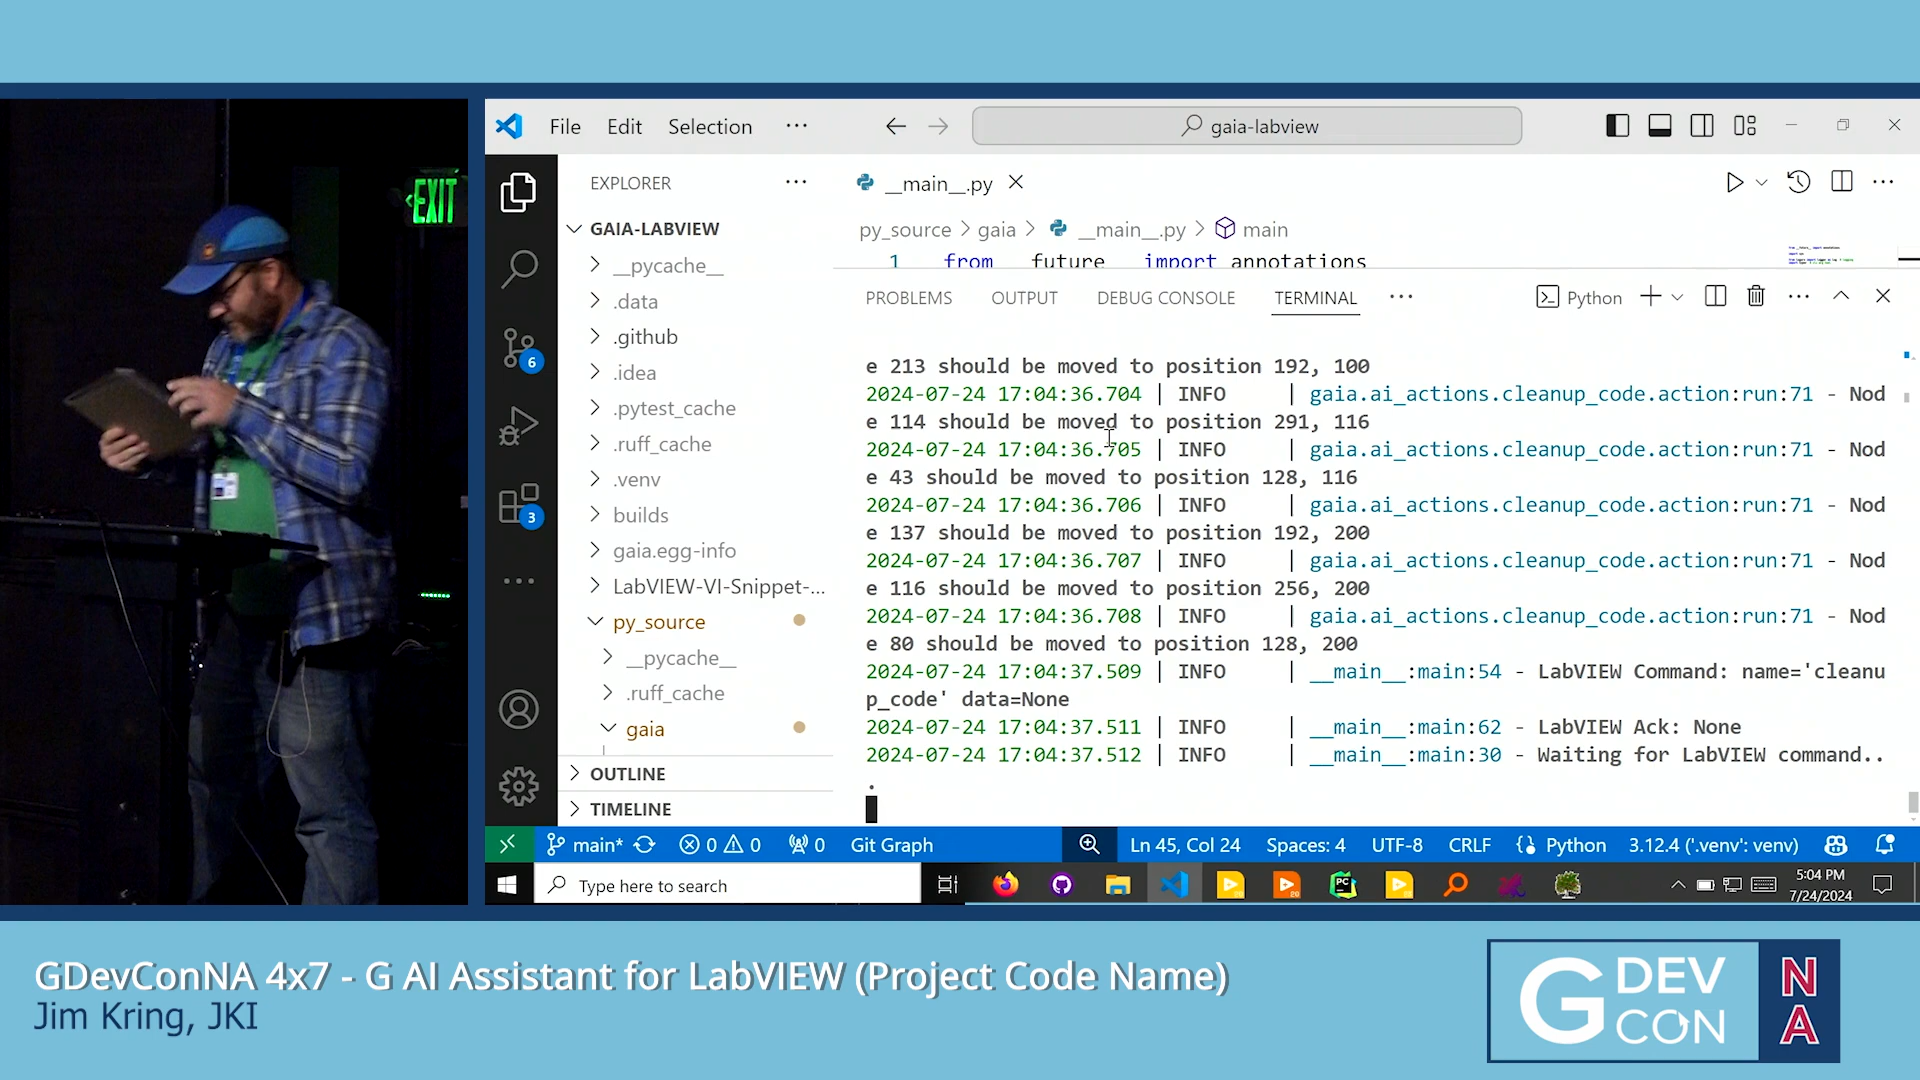 EXIT
File Edit Selection ···
gaia-labview
EXPLORER ···
__main__.py
GAIA-LABVIEW
__pycache__
.data
.github
.idea
.pytest_cache
.ruff_cache
.venv
builds
gaia.egg-info
LabVIEW-VI-Snippet-...
py_source
__pycache__
.ruff_cache
gaia
OUTLINE
TIMELINE
6
3
py_source > gaia > __main__.py > main
1 from __future__ import annotations
PROBLEMS OUTPUT DEBUG CONSOLE TERMINAL ··· Python
e 213 should be moved to position 192, 100
2024-07-24 17:04:36.704 | INFO | gaia.ai_actions.cleanup_code.action:run:71 - Nod
e 114 should be moved to position 291, 116
2024-07-24 17:04:36.705 | INFO | gaia.ai_actions.cleanup_code.action:run:71 - Nod
e 43 should be moved to position 128, 116
2024-07-24 17:04:36.706 | INFO | gaia.ai_actions.cleanup_code.action:run:71 - Nod
e 137 should be moved to position 192, 200
2024-07-24 17:04:36.707 | INFO | gaia.ai_actions.cleanup_code.action:run:71 - Nod
e 116 should be moved to position 256, 200
2024-07-24 17:04:36.708 | INFO | gaia.ai_actions.cleanup_code.action:run:71 - Nod
e 80 should be moved to position 128, 200
2024-07-24 17:04:37.509 | INFO | __main__:main:54 - LabVIEW Command: name='cleanu
p_code' data=None
2024-07-24 17:04:37.511 | INFO | __main__:main:62 - LabVIEW Ack: None
2024-07-24 17:04:37.512 | INFO | __main__:main:30 - Waiting for LabVIEW command..
.
main* 0 0 0 Git Graph Ln 45, Col 24 Spaces: 4 UTF-8 CRLF Python 3.12.4 ('.venv': venv)
Type here to search
5:04 PM
7/24/2024
GDevConNA 4x7 - G AI Assistant for LabVIEW (Project Code Name)
Jim Kring, JKI
G DEV CON NA